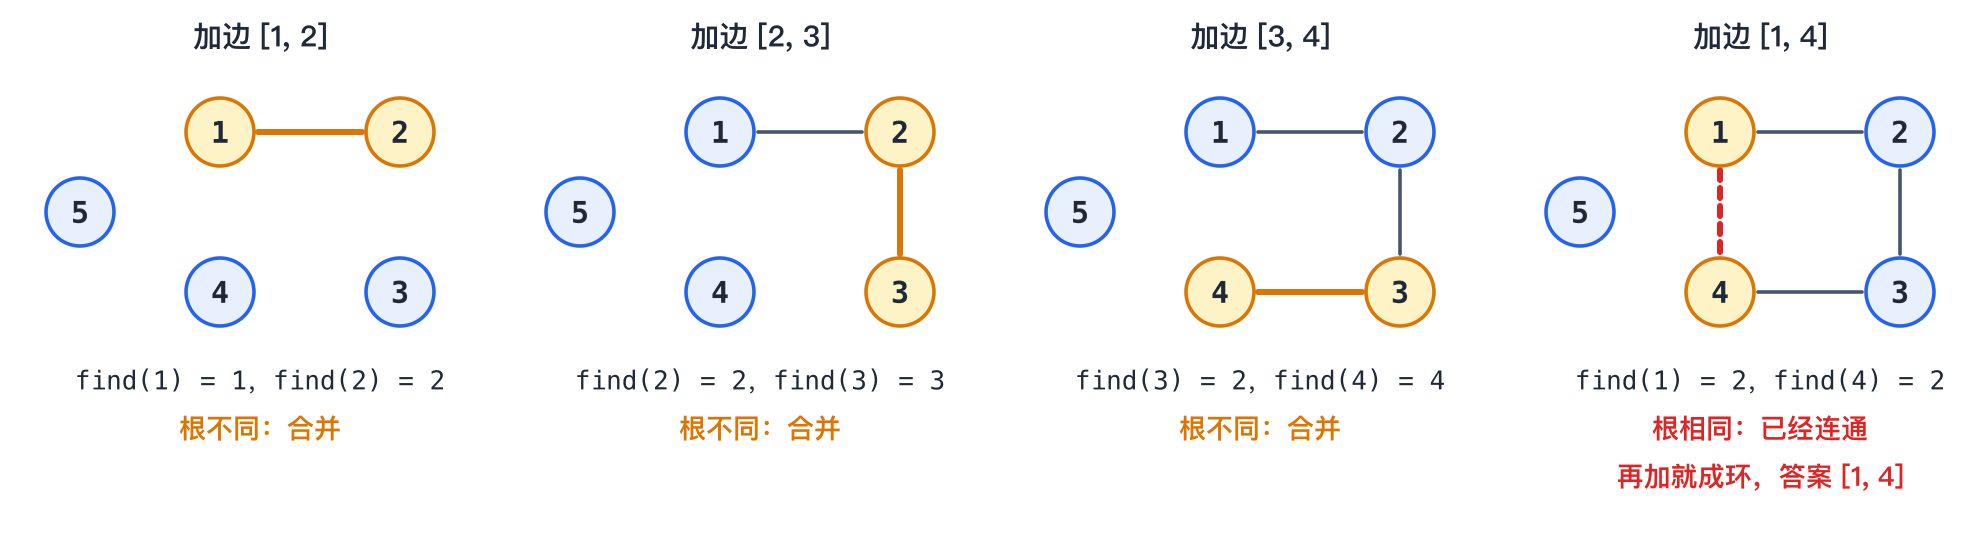 加边 [1, 2]
1
2
5
4
3
find(1) = 1, find(2) = 2
根不同：合并
加边 [2, 3]
1
2
5
4
3
find(2) = 2, find(3) = 3
根不同：合并
加边 [3, 4]
1
2
5
4
3
find(3) = 2, find(4) = 4
根不同：合并
加边 [1, 4]
1
2
5
4
3
find(1) = 2, find(4) = 2
根相同：已经连通
再加就成环，答案 [1, 4]